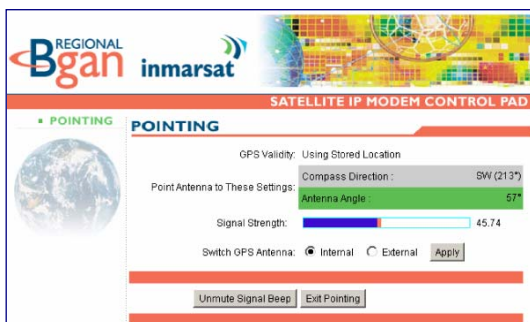 REGIONAL
Bgan
inmarsat
SATELLITE IP MODEM CONTROL PAD
POINTING
POINTING
GPS Validity: Using Stored Location
Point Antenna to These Settings:
Compass Direction : SW (213°)
Antenna Angle : 57°
Signal Strength: 45.74
Switch GPS Antenna: Internal External Apply
Unmute Signal Beep Exit Pointing